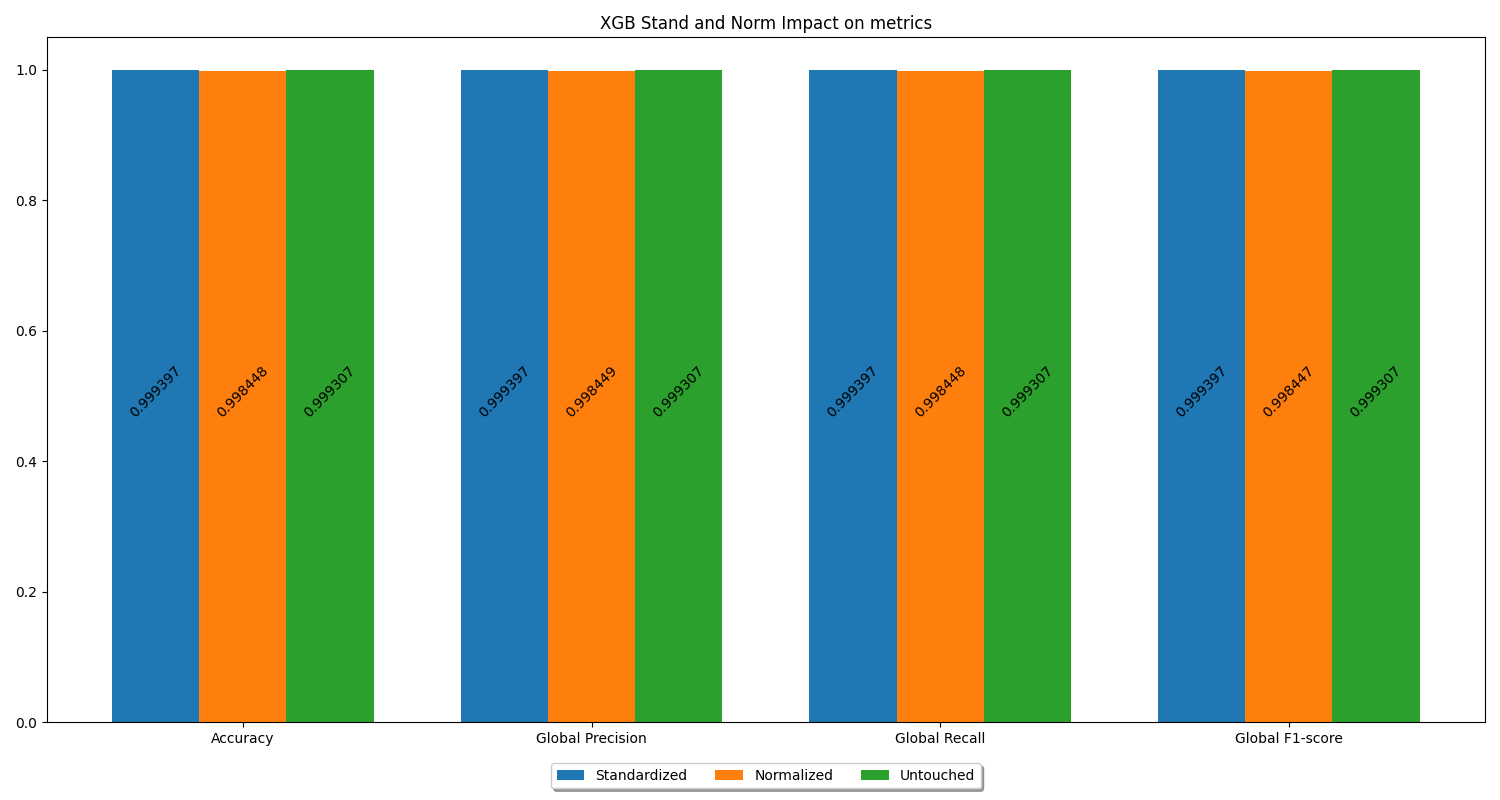 XGB Stand and Norm Impact on metrics
1.0
0.8
0.6
0.4
0.2
0.0
0.999397
0.998448
0.999307
0.999397
0.998449
0.999307
0.999397
0.998448
0.999307
0.999397
0.998447
0.999307
Accuracy
Global Precision
Global Recall
Global F1-score
Standardized
Normalized
Untouched